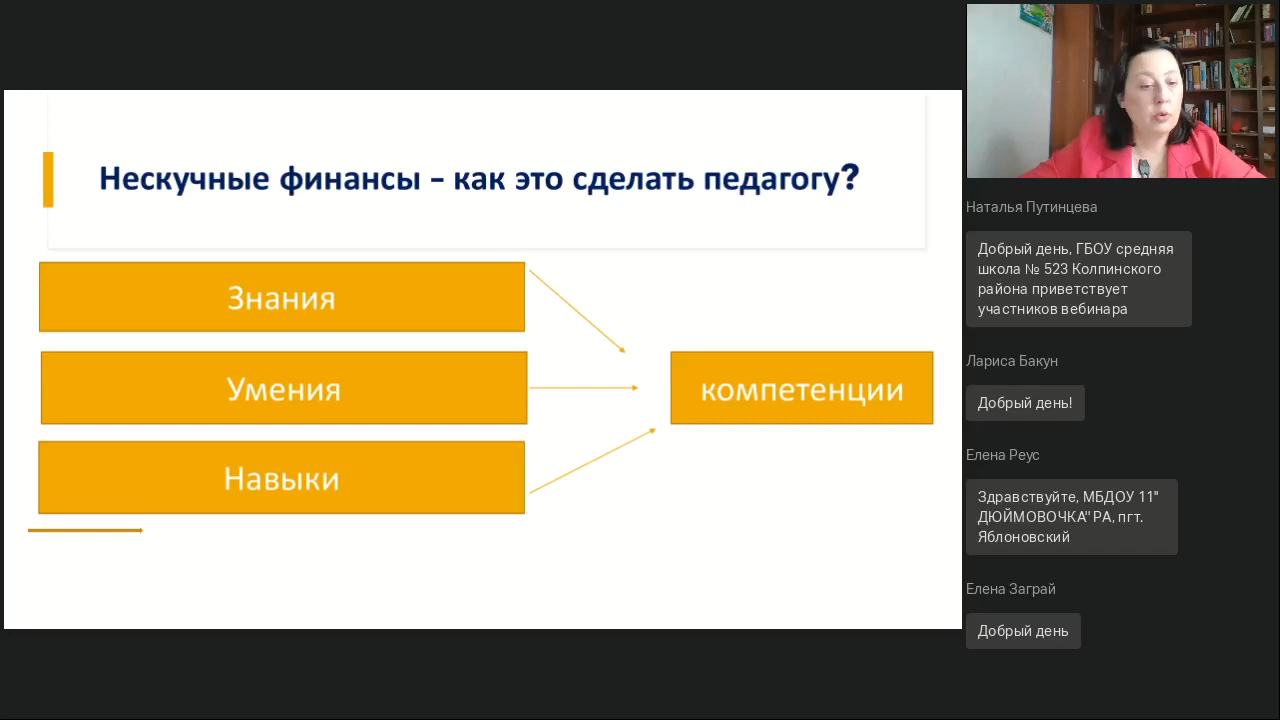 Нескучные финансы – как это сделать педагогу?
Знания
Умения
Навыки
компетенции
Наталья Путинцева
Добрый день, ГБОУ средняя
школа № 523 Колпинского
района приветствует
участников вебинара
Лариса Бакун
Добрый день!
Елена Реус
Здравствуйте, МБДОУ 11"
ДЮЙМОВОЧКА" РА, пгт.
Яблоновский
Елена Заграй
Добрый день